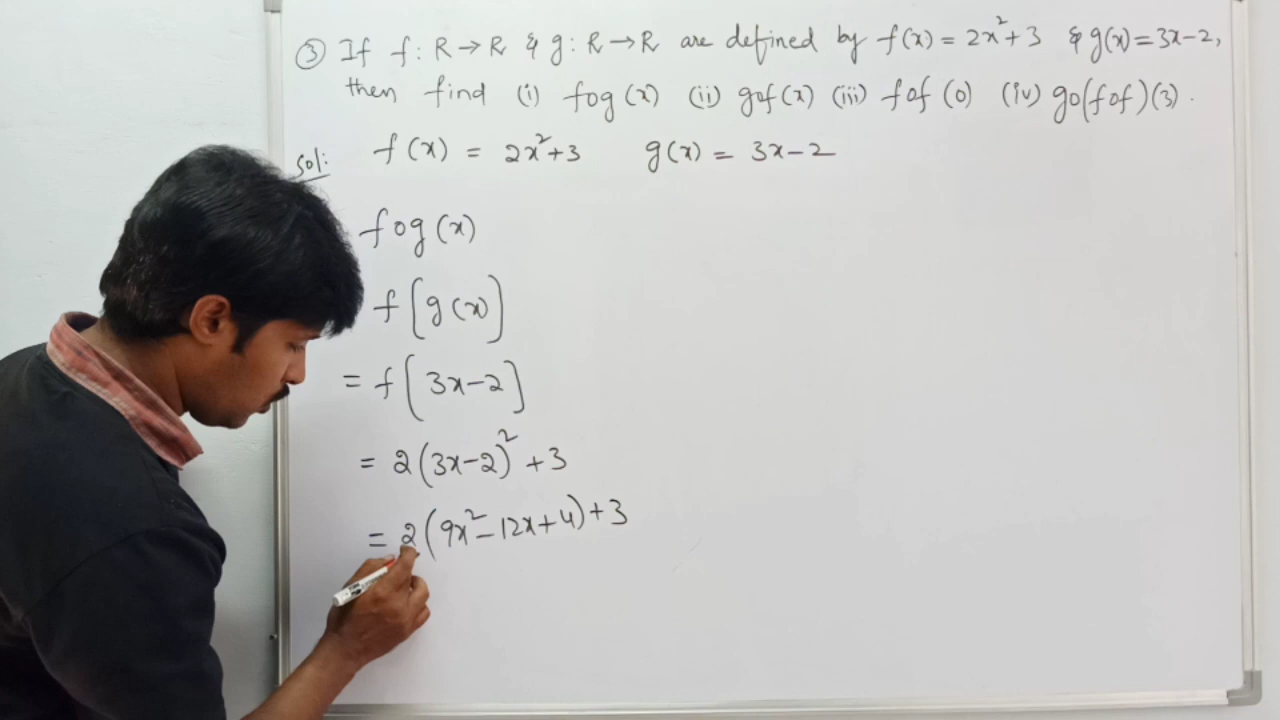 ③ If f: R→R & g: R→R are defined by f(x) = 2x²+3 & g(x)=3x-2,
then find (i) fog(x) (ii) gof(x) (iii) fof(0) (iv) go(fof)(3).
Sol: f(x) = 2x²+3 g(x) = 3x-2
fog(x)
f[g(x)]
= f[3x-2]
= 2(3x-2)² +3
= 2(9x²-12x+4)+3